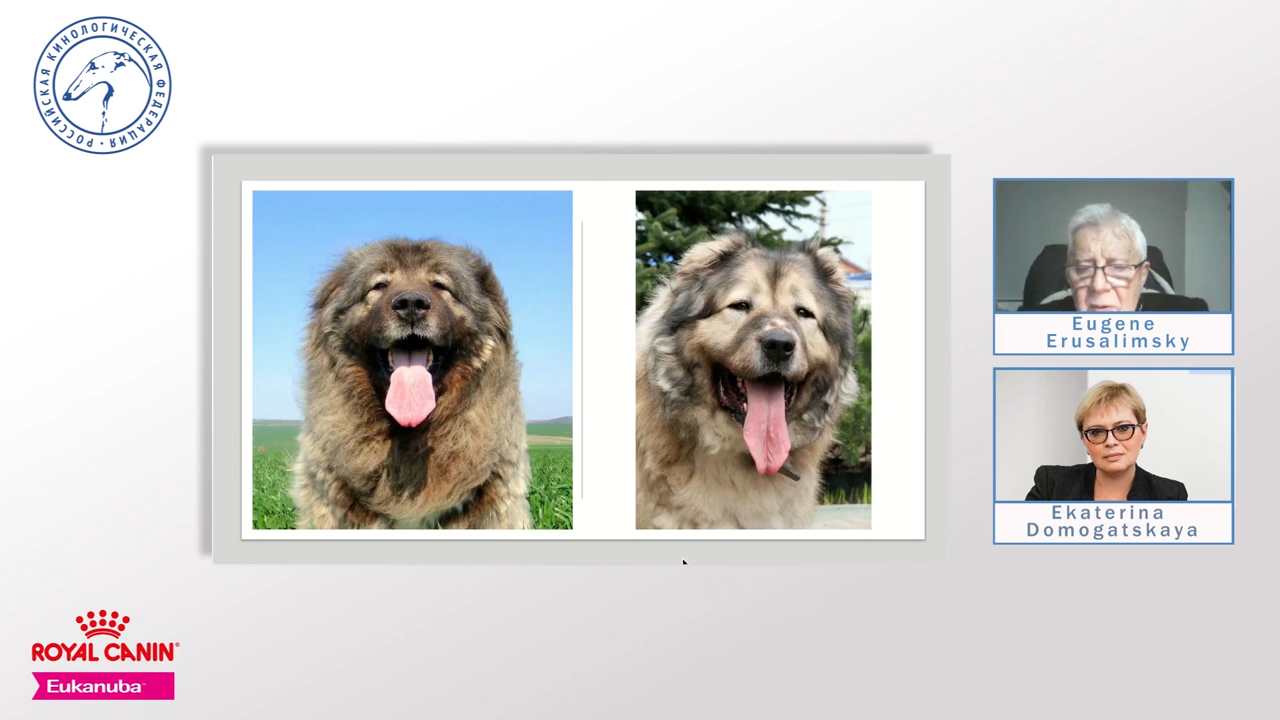 РОССИЙСКАЯ КИНОЛОГИЧЕСКАЯ ФЕДЕРАЦИЯ
Eugene
Erusalimsky
Ekaterina
Domogatskaya
ROYAL CANIN
Eukanuba